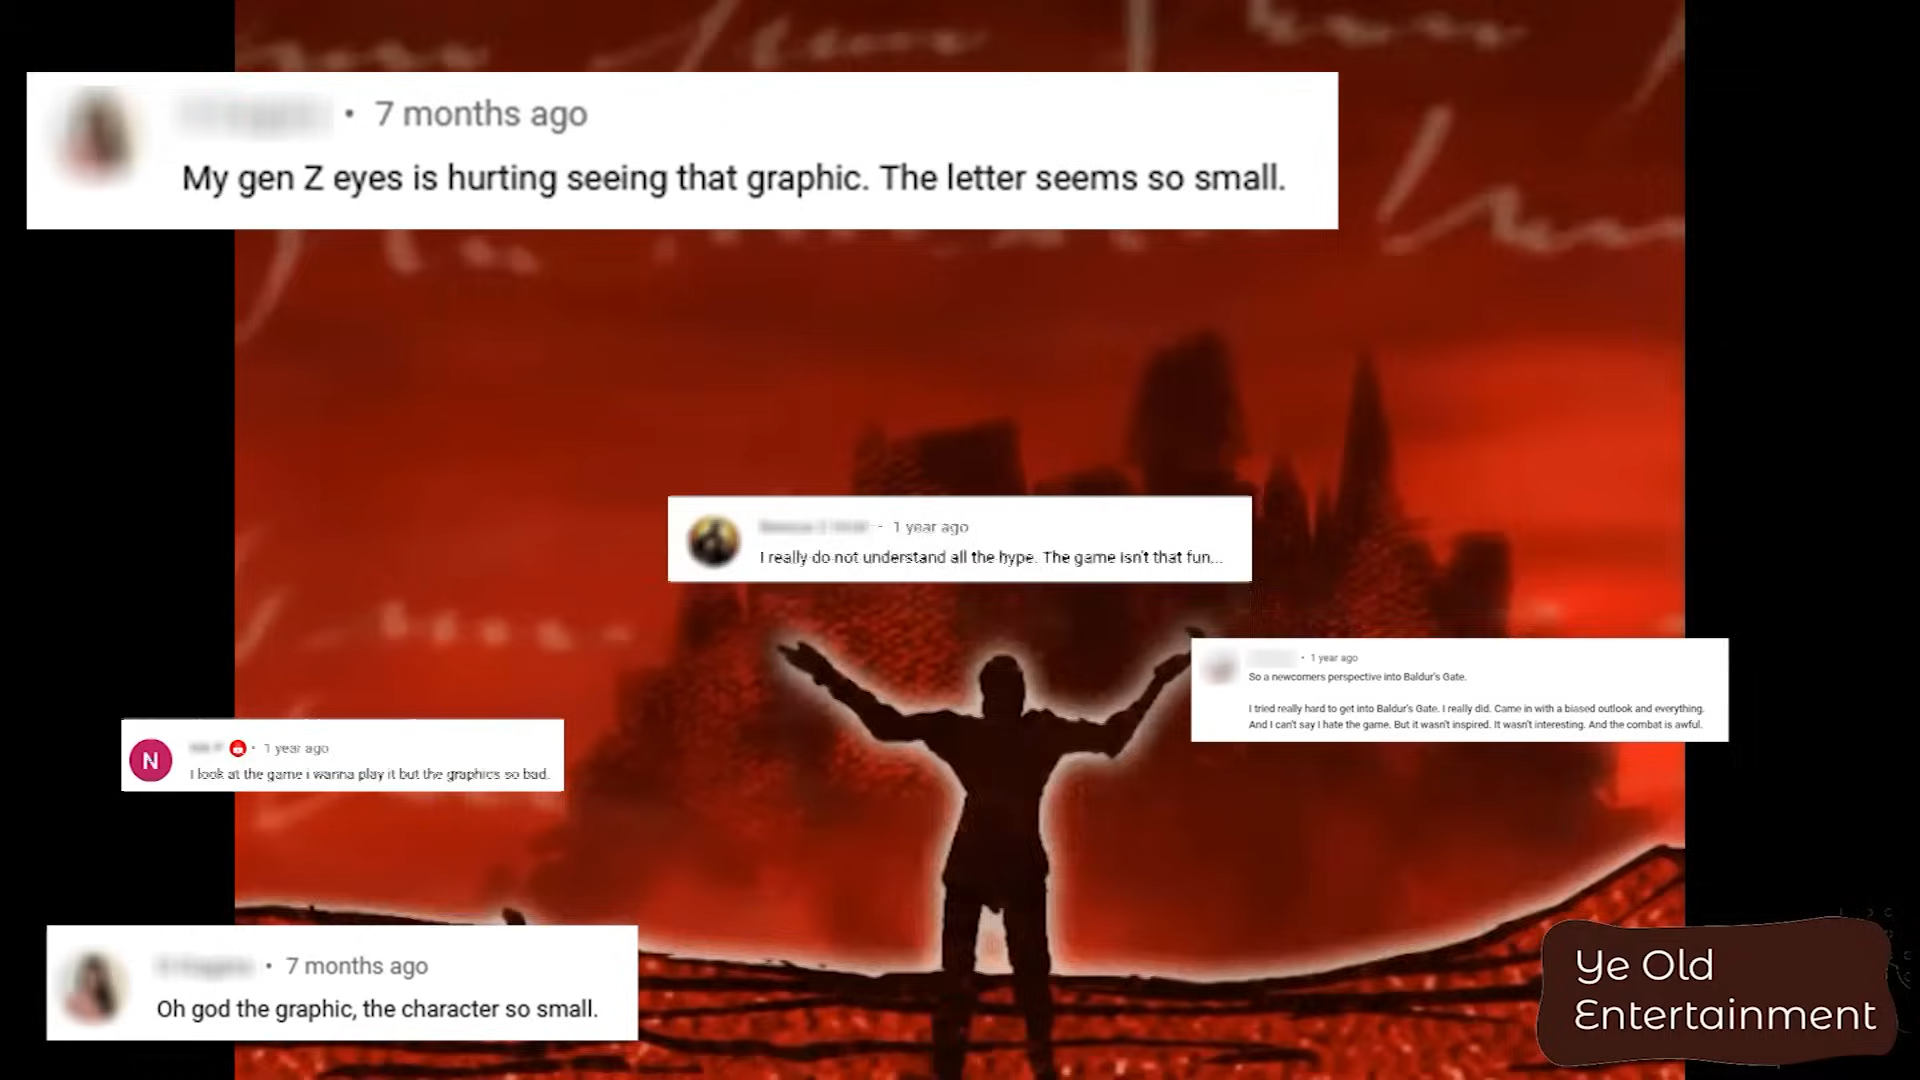 • 7 months ago
My gen Z eyes is hurting seeing that graphic. The letter seems so small.
· 1 year ago
I really do not understand all the hype. The game isn't that fun...
• 1 year ago
So a newcomers perspective into Baldur's Gate.
I tried really hard to get into Baldur's Gate. I really did. Came in with a biased outlook and everything.
And I can't say I hate the game. But it wasn't inspired. It wasn't interesting. And the combat is awful.
N
· 1 year ago
I look at the game i wanna play it but the graphics so bad.
• 7 months ago
Oh god the graphic, the character so small.
Ye Old
Entertainment